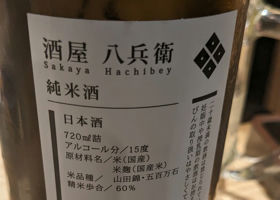 酒屋 八兵衛
Sakaya Hachibey
純米酒
日本酒
720㎖詰
アルコール分／15度
原材料名／米(国産)
米麹(国産米)
米品種／山田錦・五百万石
精米歩合／60％